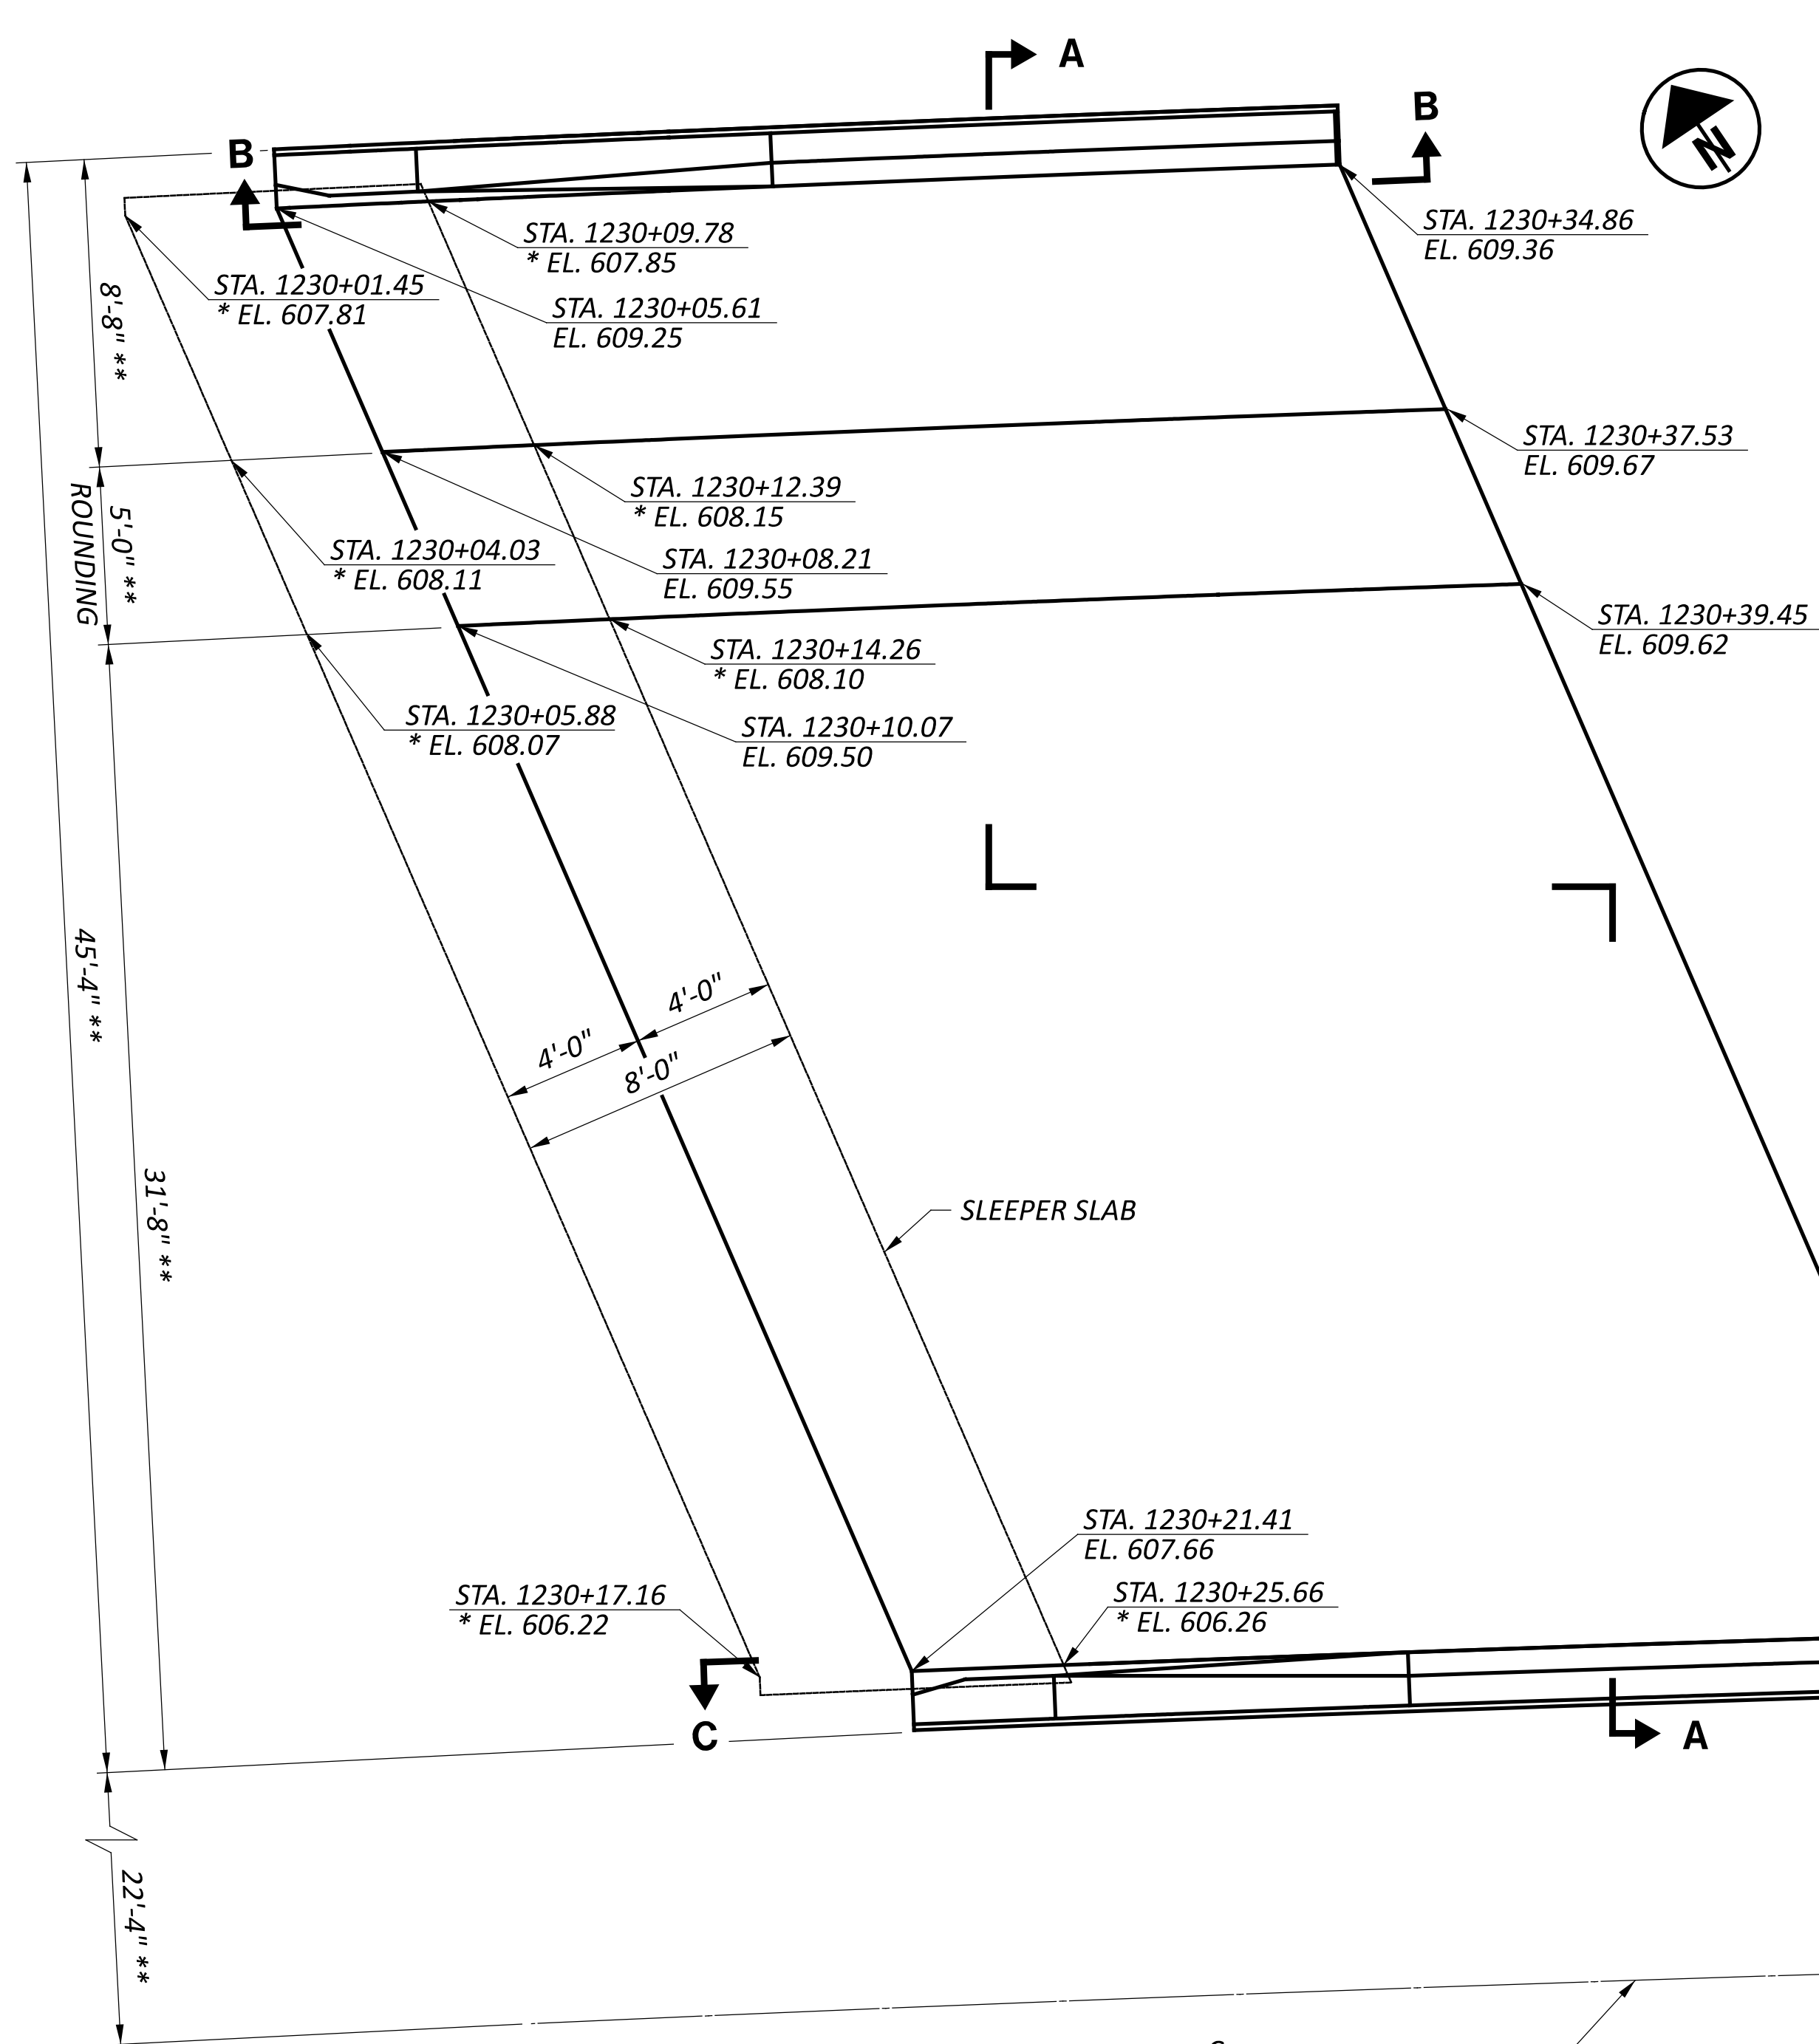 A
B
B
N
STA. 1230+09.78
* EL. 607.85
STA. 1230+34.86
EL. 609.36
STA. 1230+01.45
* EL. 607.81
STA. 1230+05.61
EL. 609.25
8'-8" **
STA. 1230+37.53
EL. 609.67
STA. 1230+12.39
* EL. 608.15
ROUNDING
5'-0" **
STA. 1230+04.03
* EL. 608.11
STA. 1230+08.21
EL. 609.55
STA. 1230+39.45
EL. 609.62
STA. 1230+14.26
* EL. 608.10
STA. 1230+05.88
* EL. 608.07
STA. 1230+10.07
EL. 609.50
45'-4" **
4'-0"
4'-0"
8'-0"
31'-8" **
SLEEPER SLAB
STA. 1230+21.41
EL. 607.66
STA. 1230+17.16
* EL. 606.22
STA. 1230+25.66
* EL. 606.26
C
A
22'-4" **